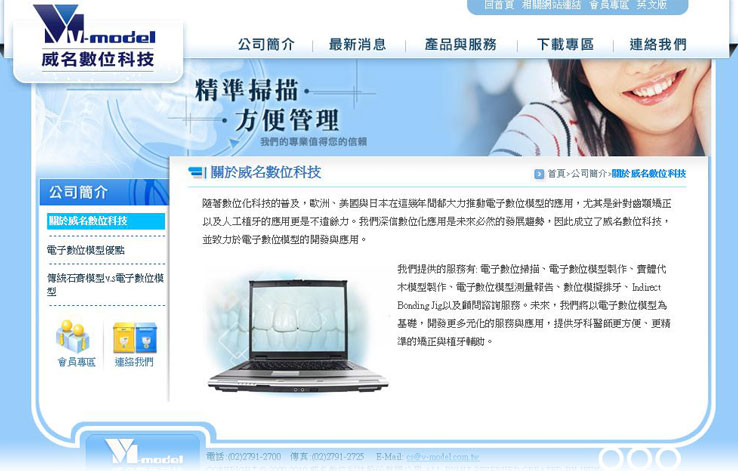 回首頁 相關網站連結 會員專區 英文版
V-model
威名數位科技
公司簡介 | 最新消息 | 產品與服務 | 下載專區 | 連絡我們
精準掃描·
·方便管理
我們的專業值得您的信賴
公司簡介
關於威名數位科技
電子數位模型優點
傳統石膏模型v.s電子數位模
型
會員專區 連絡我們
關於威名數位科技
首頁>公司簡介>關於威名數位科技
隨著數位化科技的普及，歐洲、美國與日本在這幾年間都大力推動電子數位模型的應用，尤其是針對齒顎矯正
以及人工植牙的應用更是不遺餘力。我們深信數位化應用是未來必然的發展趨勢，因此成立了威名數位科技，
並致力於電子數位模型的開發與應用。
我們提供的服務有: 電子數位掃描、電子數位模型製作、實體代
木模型製作、電子數位模型測量報告、數位模擬排牙、Indirect
Bonding Jig以及顧問諮詢服務。未來，我們將以電子數位模型為
基礎，開發更多元化的服務與應用，提供牙科醫師更方便、更精
準的矯正與植牙輔助。
V-model
電話:(02)2791-2700 傳真:(02)2791-2725 E-Mail: cs@v-model.com.tw